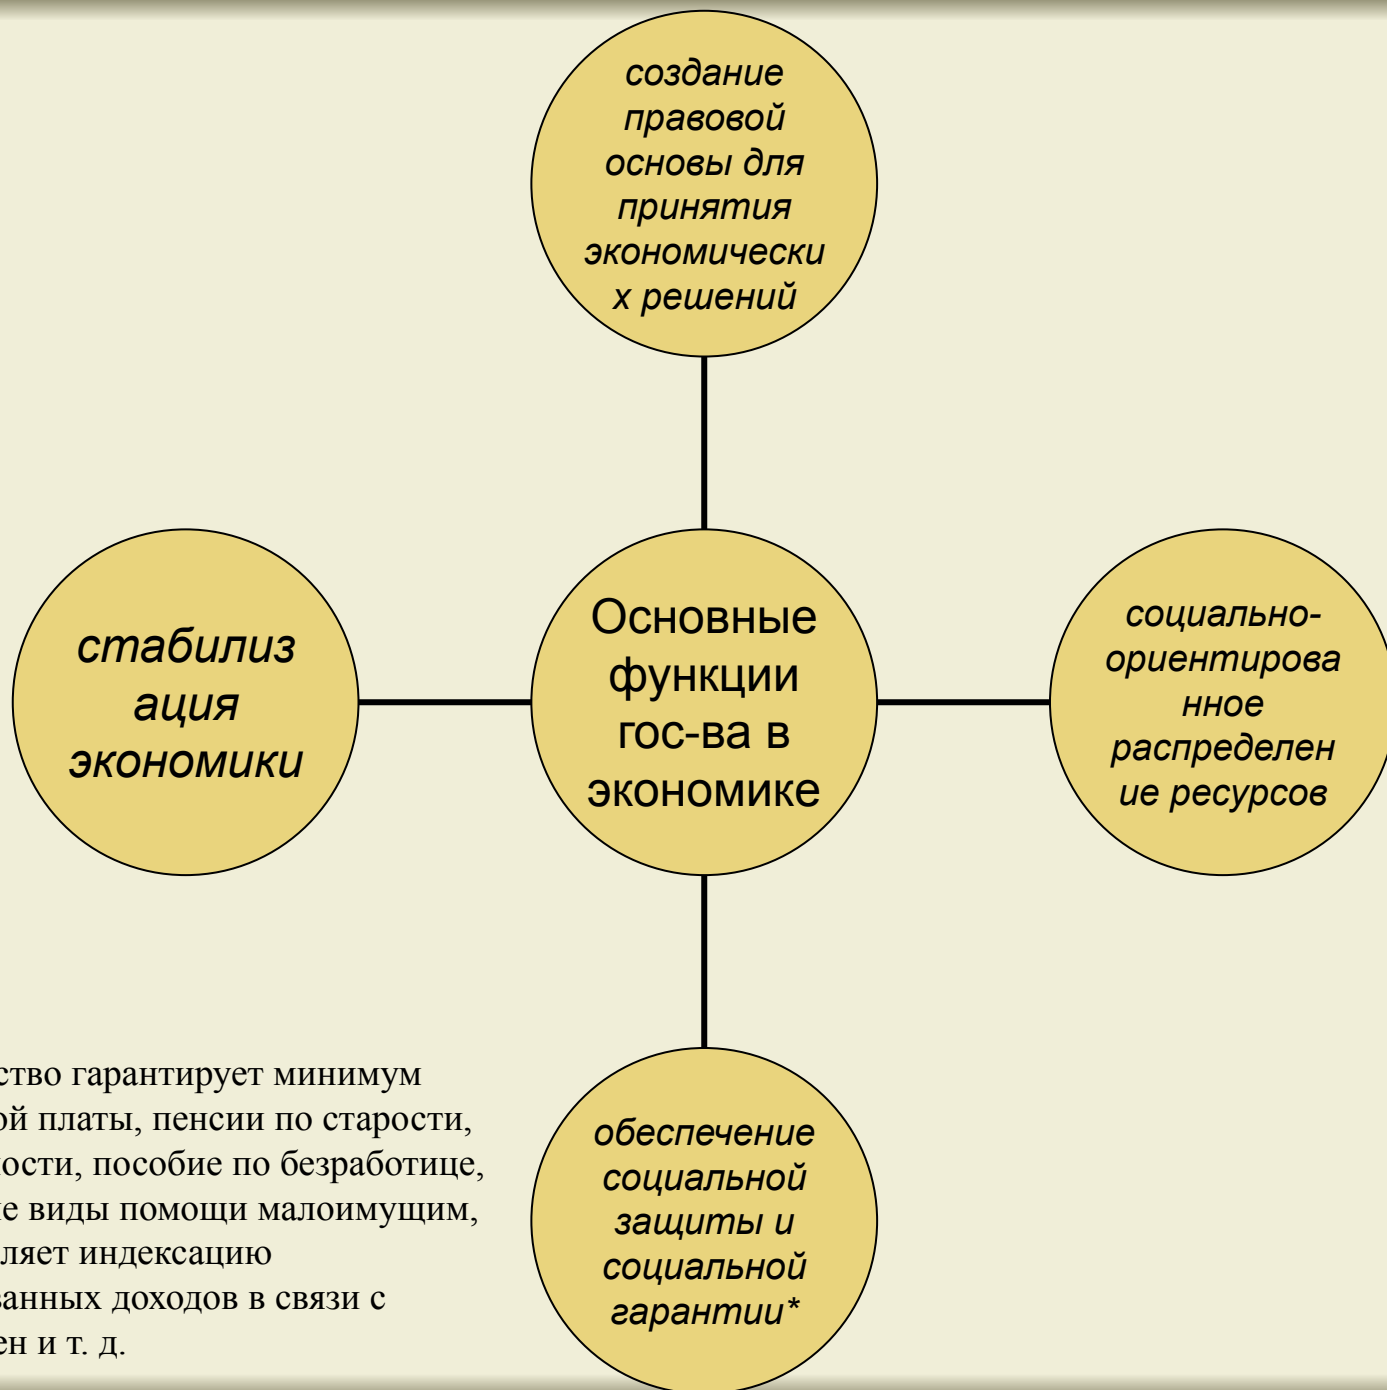 создание
правовой
основы для
принятия
экономически
х решений
стабилиз
ация
экономики
Основные
функции
гос-ва в
экономике
социально-
ориентирова
нное
распределен
ие ресурсов
обеспечение
социальной
защиты и
социальной
гарантии*
ство гарантирует минимум
ой платы, пенсии по старости,
ости, пособие по безработице,
е виды помощи малоимущим,
ляет индексацию
ванных доходов в связи с
ен и т. д.